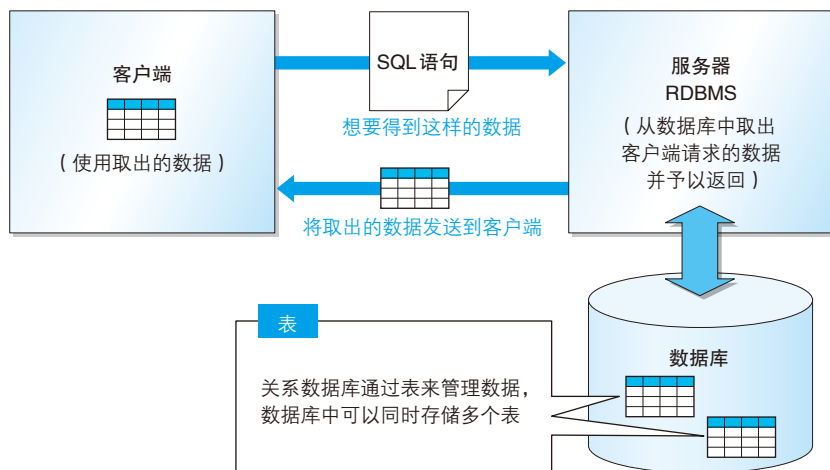 客户端
(使用取出的数据)
SQL 语句
想要得到这样的数据
将取出的数据发送到客户端
服务器
RDBMS
(从数据库中取出
客户端请求的数据
并予以返回)
表
关系数据库通过表来管理数据,
数据库中可以同时存储多个表
数据库